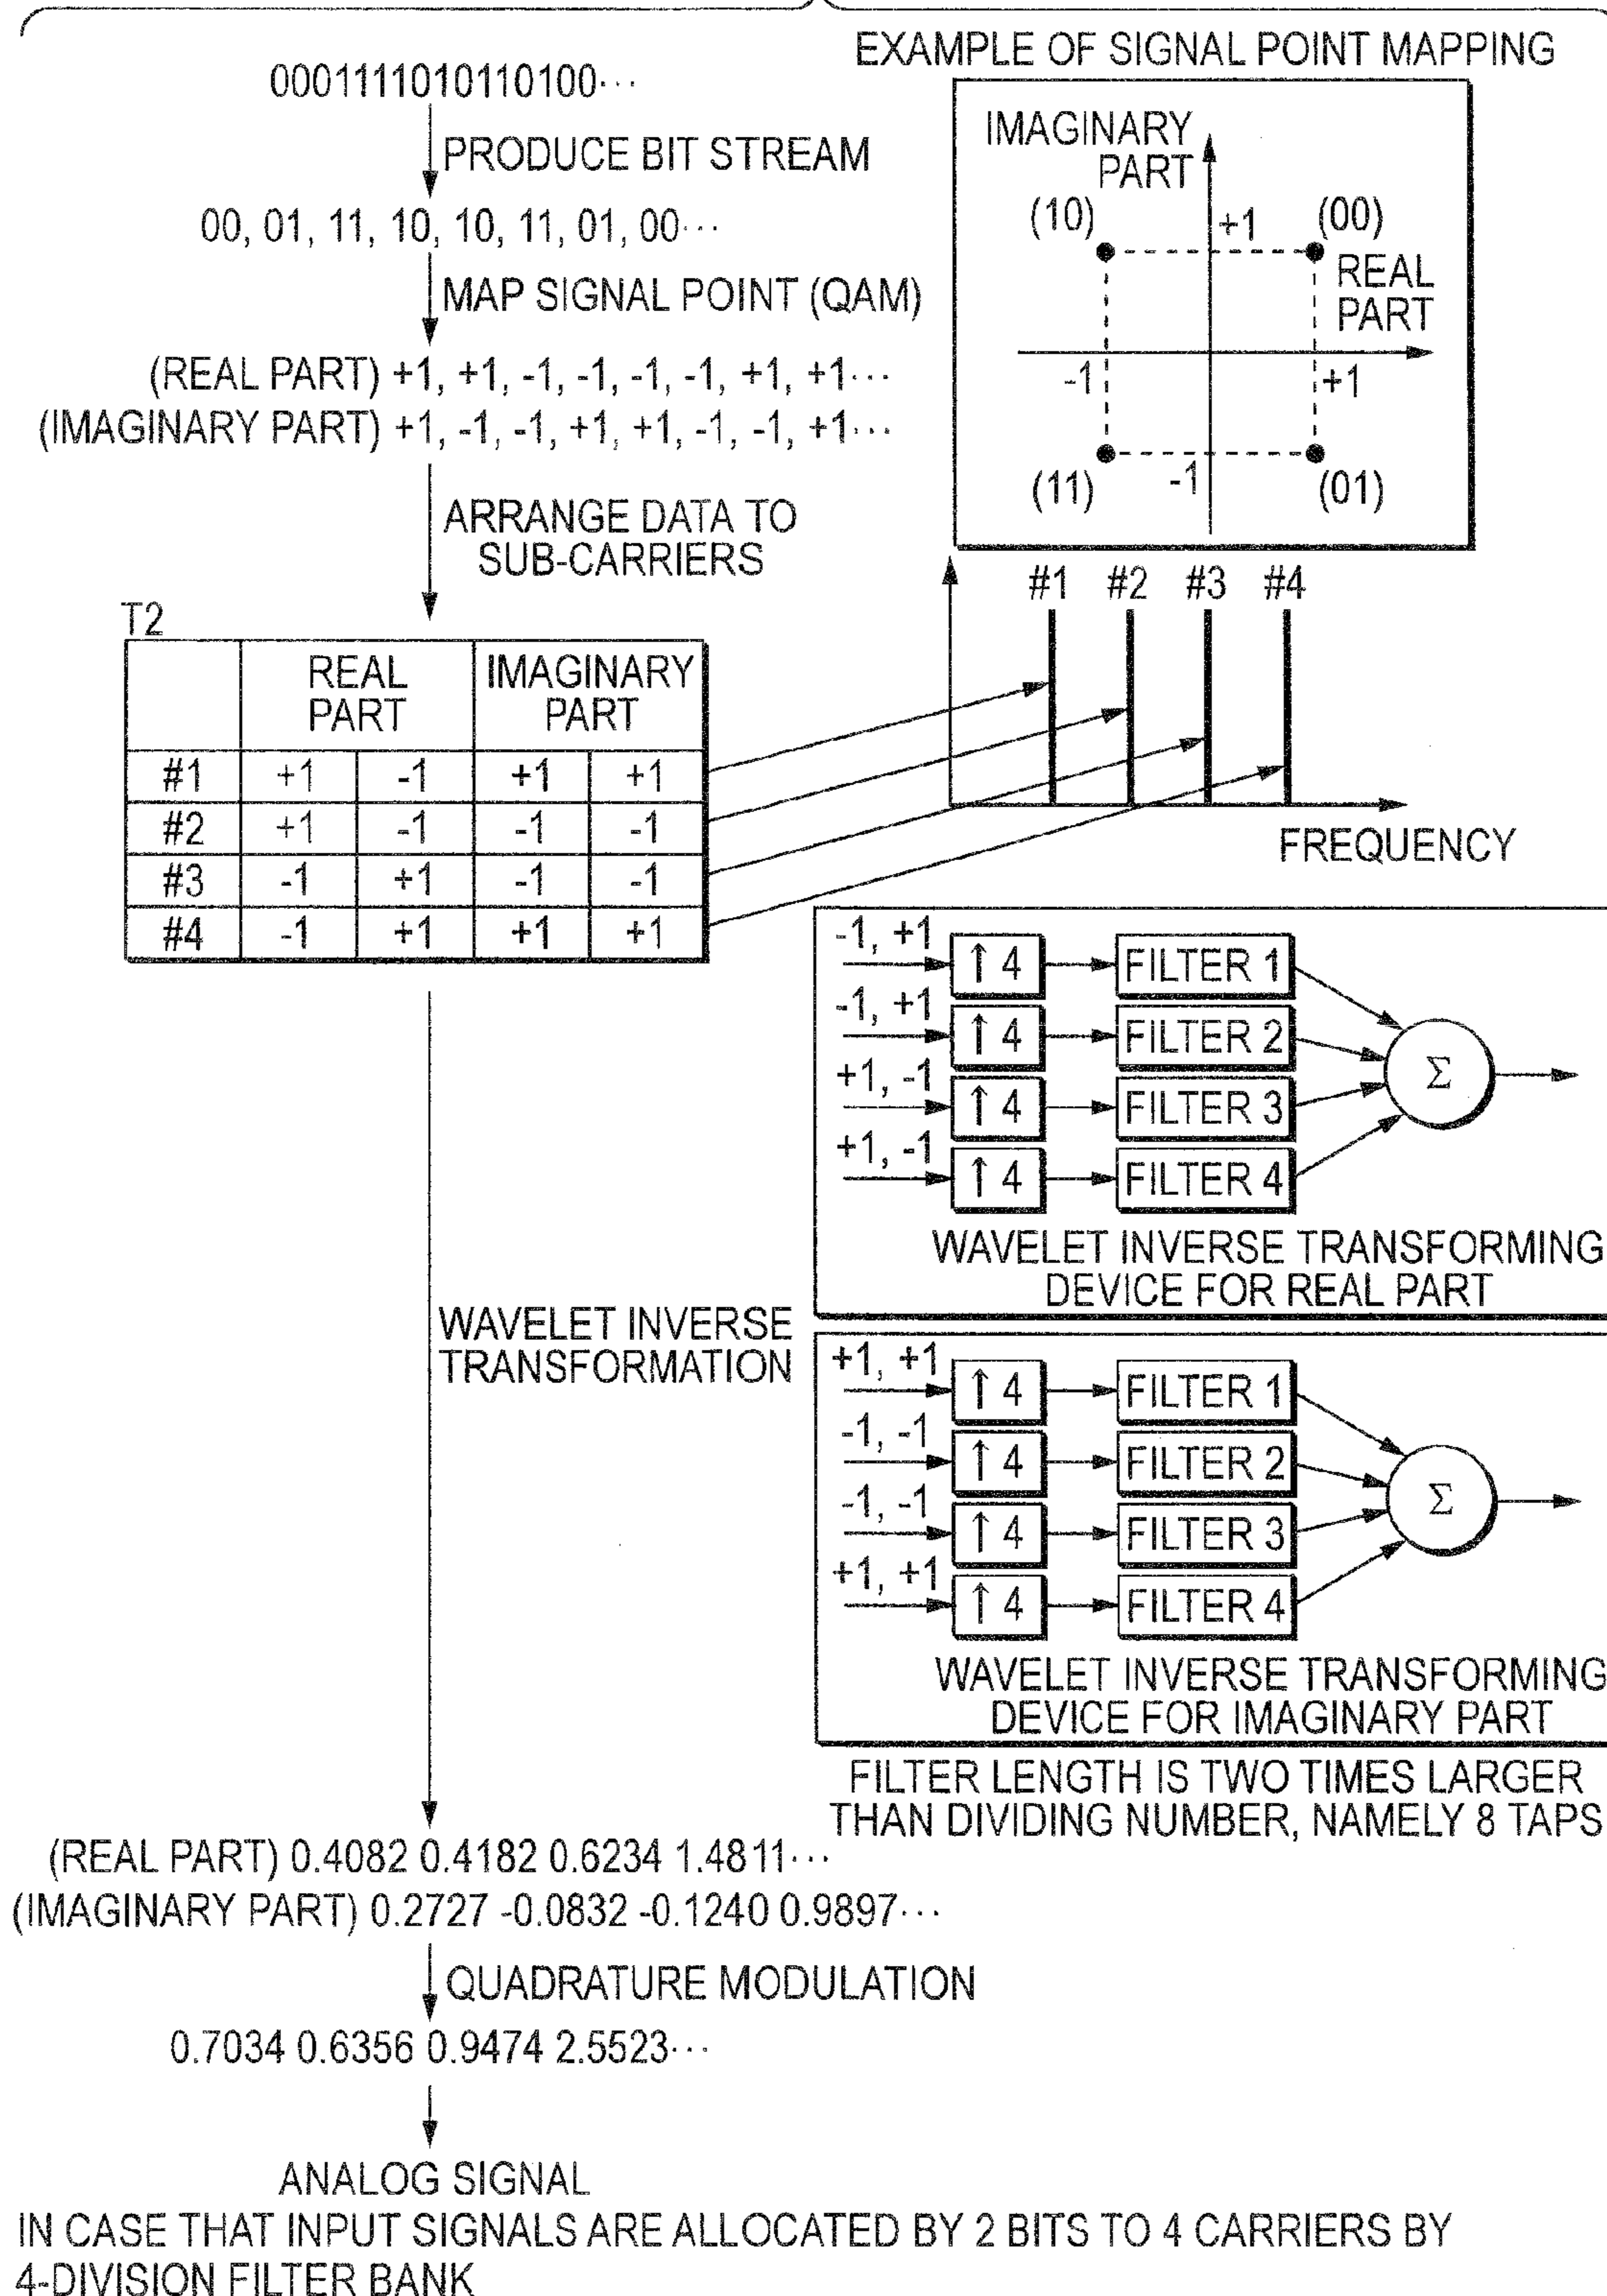 0001111010110100···
PRODUCE BIT STREAM
00, 01, 11, 10, 10, 11, 01, 00···
MAP SIGNAL POINT (QAM)
(REAL PART) +1, +1, -1, -1, -1, -1, +1, +1···
(IMAGINARY PART) +1, -1, -1, +1, +1, -1, -1, +1···
ARRANGE DATA TO
SUB-CARRIERS
EXAMPLE OF SIGNAL POINT MAPPING
IMAGINARY
PART
(10) +1 (00)
REAL
PART
-1 +1
(11) -1 (01)
#1 #2 #3 #4
FREQUENCY
T2
REAL
PART
IMAGINARY
PART
#1 +1 -1 +1 +1
#2 +1 -1 -1 -1
#3 -1 +1 -1 -1
#4 -1 +1 +1 +1
WAVELET INVERSE
TRANSFORMATION
-1, +1
↑ 4 FILTER 1
-1, +1
↑ 4 FILTER 2
+1, -1
↑ 4 FILTER 3
+1, -1
↑ 4 FILTER 4
Σ
WAVELET INVERSE TRANSFORMING
DEVICE FOR REAL PART
+1, +1
↑ 4 FILTER 1
-1, -1
↑ 4 FILTER 2
-1, -1
↑ 4 FILTER 3
+1, +1
↑ 4 FILTER 4
Σ
WAVELET INVERSE TRANSFORMING
DEVICE FOR IMAGINARY PART
FILTER LENGTH IS TWO TIMES LARGER
THAN DIVIDING NUMBER, NAMELY 8 TAPS
(REAL PART) 0.4082 0.4182 0.6234 1.4811···
(IMAGINARY PART) 0.2727 -0.0832 -0.1240 0.9897···
QUADRATURE MODULATION
0.7034 0.6356 0.9474 2.5523···
ANALOG SIGNAL
IN CASE THAT INPUT SIGNALS ARE ALLOCATED BY 2 BITS TO 4 CARRIERS BY
4-DIVISION FILTER BANK